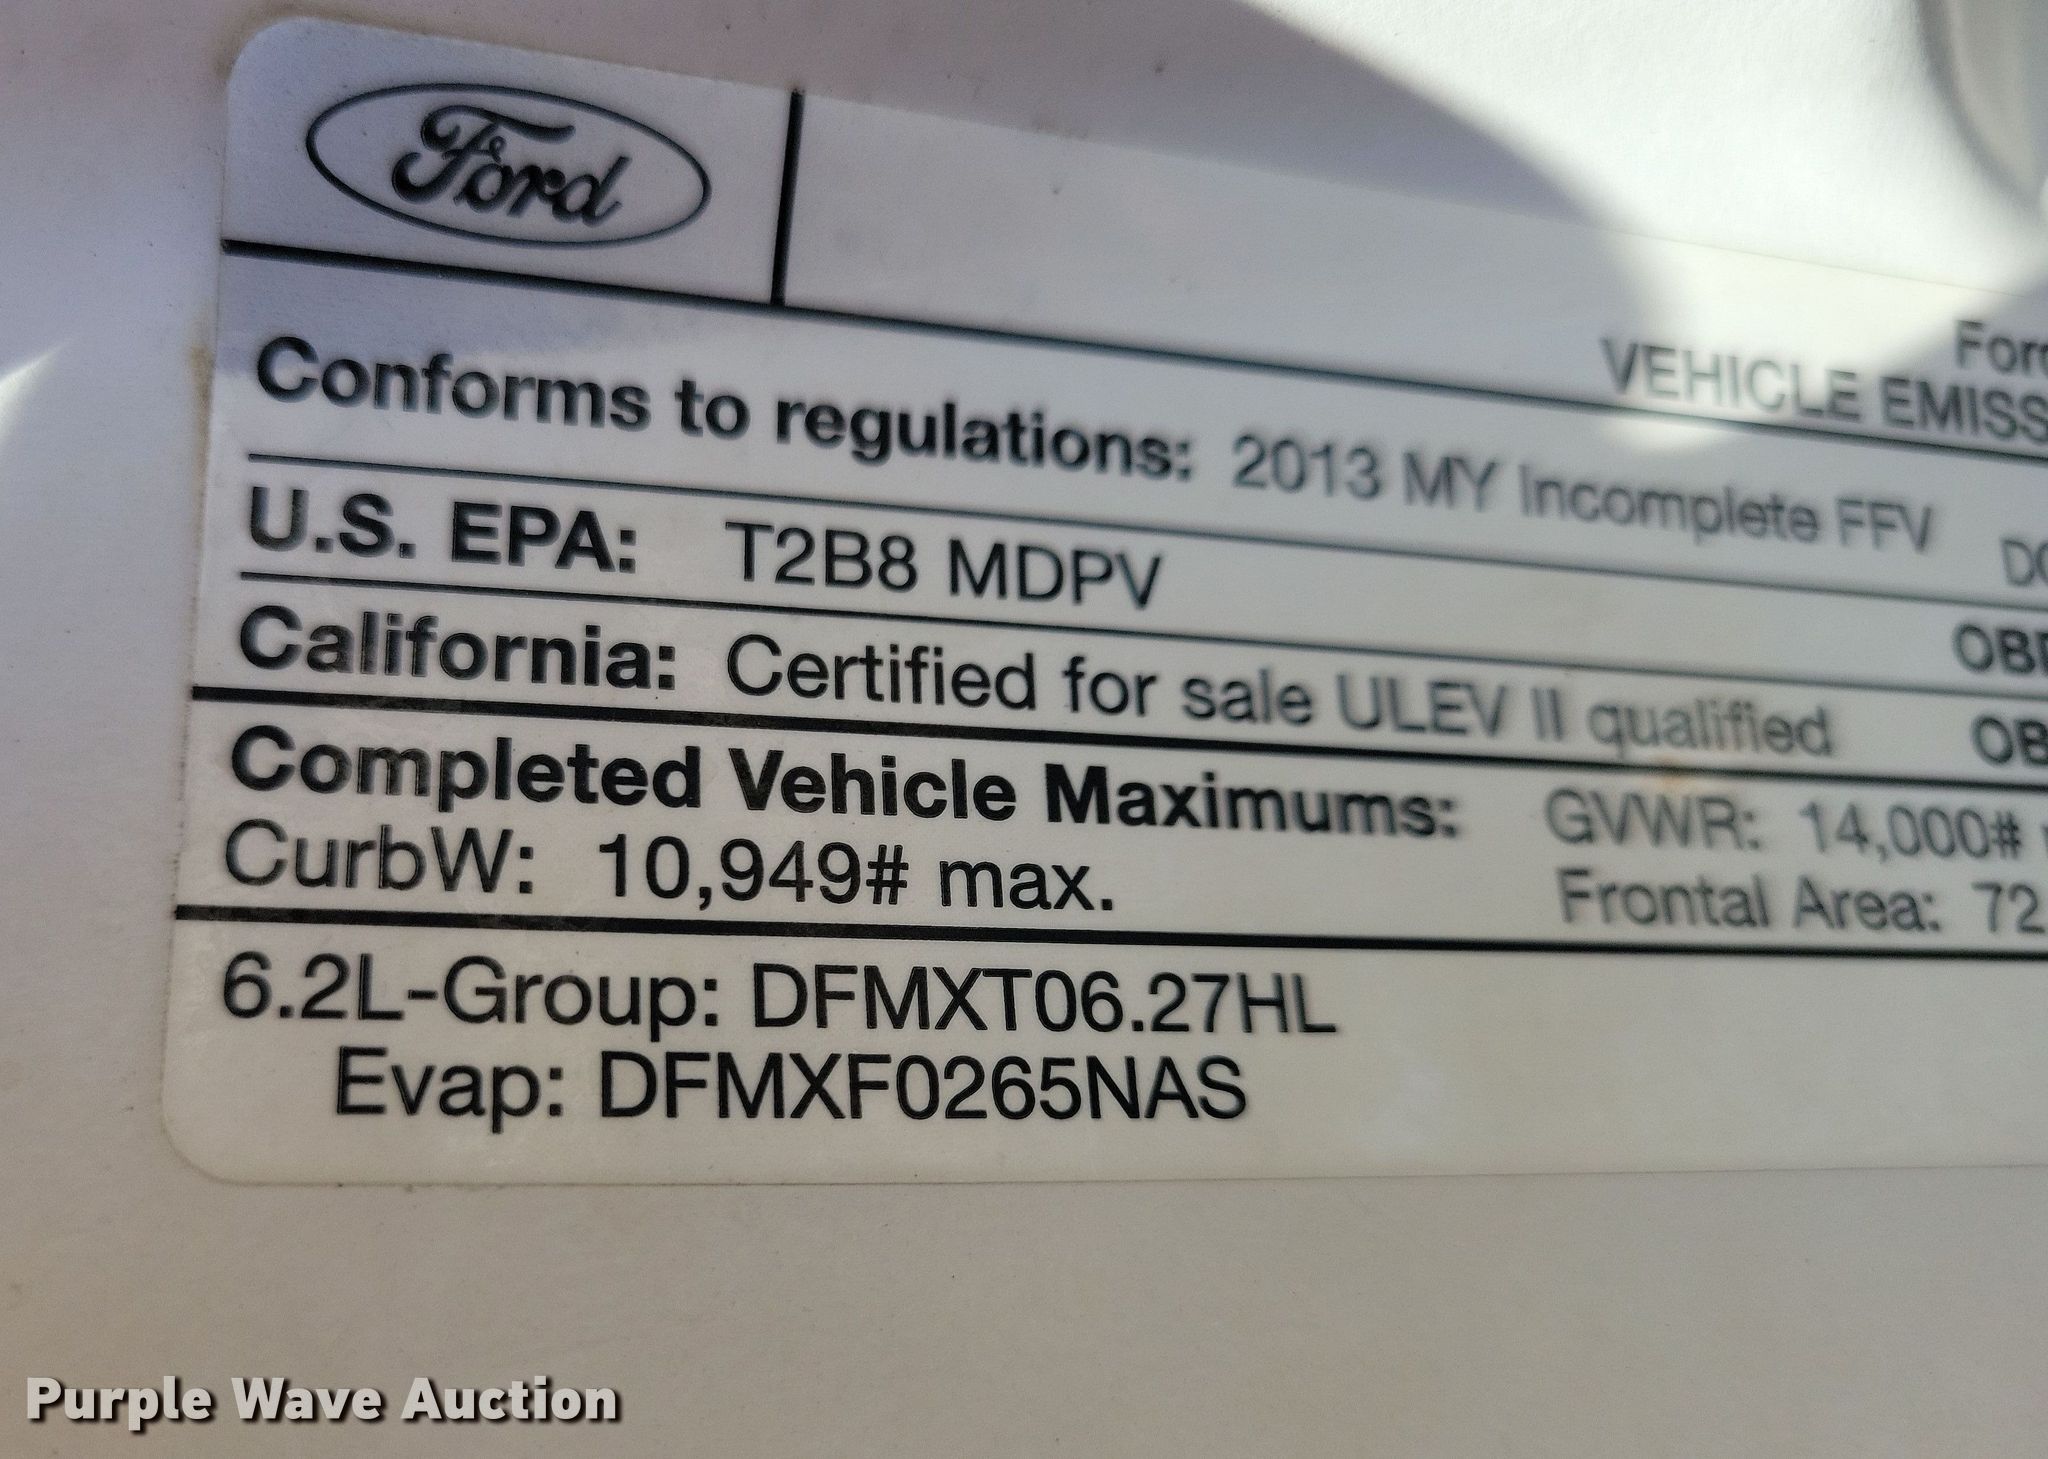 Ford
VEHICLE
Conforms to regulations: 2013 MY Incomplete FFV
U.S. EPA: T2B8 MDPV
California: Certified for sale ULEV II qualified
Completed Vehicle Maximums: GVWR: 14,000#
CurbW: 10,949# max. Frontal Area: 72.
6.2L-Group: DFMXT06.27HL
Evap: DFMXF0265NAS
Purple Wave Auction